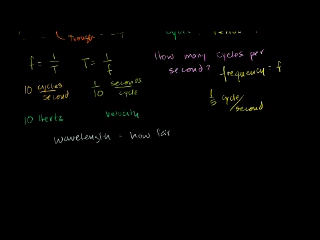 Trough
f = 1/T T = 1/f
How many cycles per
second? frequency = f
10 cycles/second 1/10 seconds/cycle
1/5 cycle/second
10 Hertz velocity
wavelength - how far